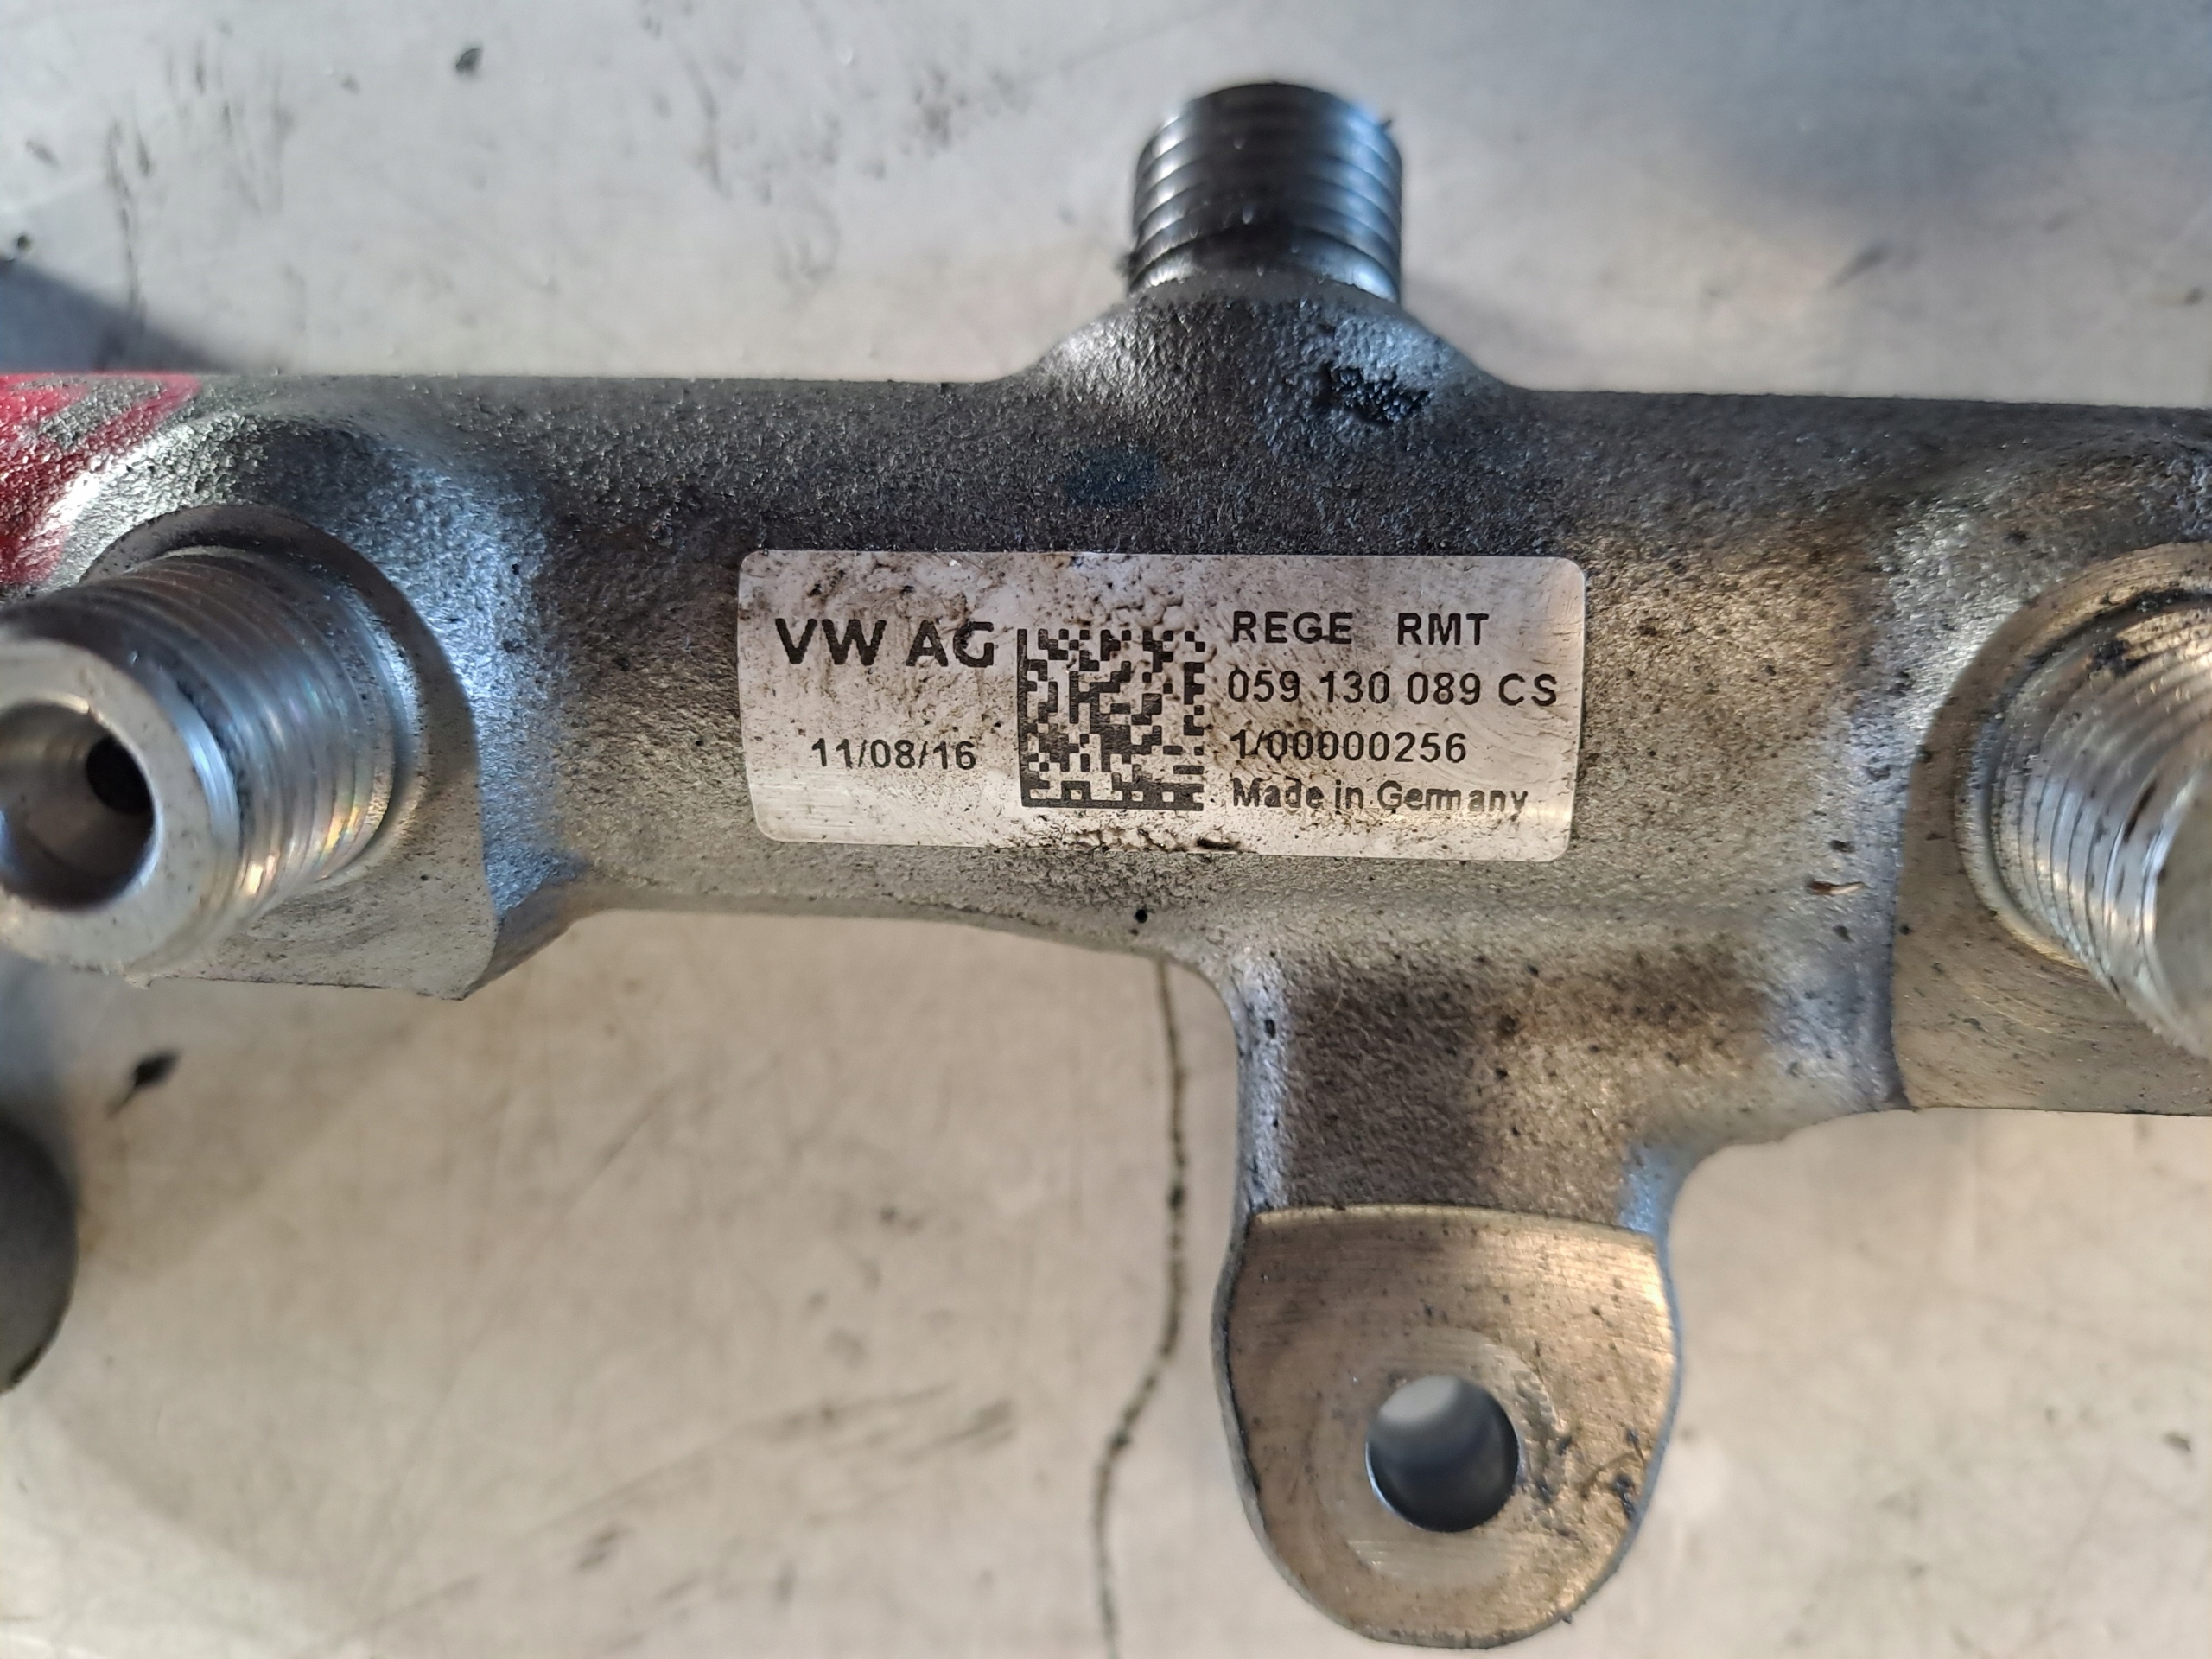 VW AG
11/08/16
REGE RMT
059 130 089 CS
1/00000256
Made in Germany